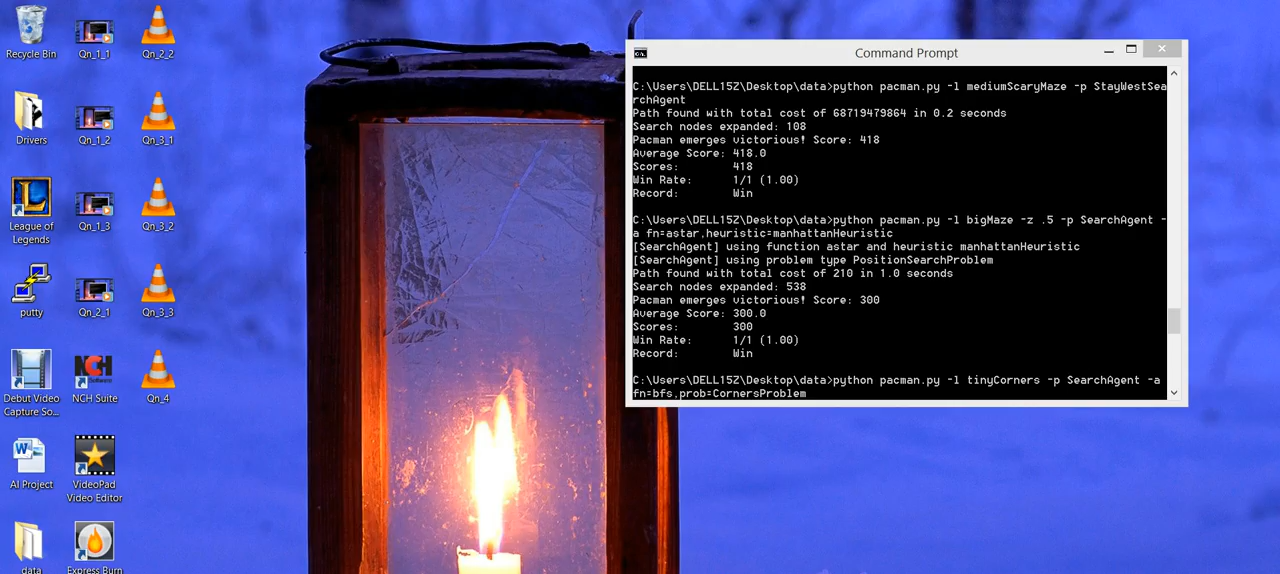 Recycle Bin
Qn_1_1
Qn_2_2
Drivers
Qn_1_2
Qn_3_1
League of
Legends
Qn_1_3
Qn_3_2
putty
Qn_2_1
Qn_3_3
Debut Video
Capture So...
NCH
Software
NCH Suite
Qn_4
AI Project
VideoPad
Video Editor
data
Express Burn
Command Prompt
C:\Users\DELL15Z\Desktop\data>python pacman.py -l mediumScaryMaze -p StayWestSea
rchAgent
Path found with total cost of 68719479864 in 0.2 seconds
Search nodes expanded: 108
Pacman emerges victorious! Score: 418
Average Score: 418.0
Scores:        418
Win Rate:      1/1 (1.00)
Record:        Win
C:\Users\DELL15Z\Desktop\data>python pacman.py -l bigMaze -z .5 -p SearchAgent -
a fn=astar,heuristic=manhattanHeuristic
[SearchAgent] using function astar and heuristic manhattanHeuristic
[SearchAgent] using problem type PositionSearchProblem
Path found with total cost of 210 in 1.0 seconds
Search nodes expanded: 538
Pacman emerges victorious! Score: 300
Average Score: 300.0
Scores:        300
Win Rate:      1/1 (1.00)
Record:        Win
C:\Users\DELL15Z\Desktop\data>python pacman.py -l tinyCorners -p SearchAgent -a
fn=bfs,prob=CornersProblem